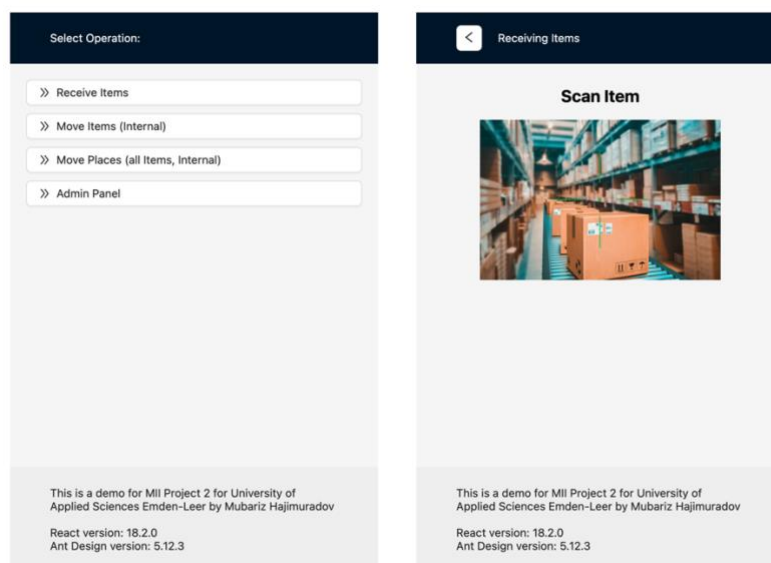 Select Operation:
Receive Items
Move Items (Internal)
Move Places (all Items, Internal)
Admin Panel
This is a demo for MII Project 2 for University of
Applied Sciences Emden-Leer by Mubariz Hajimuradov
React version: 18.2.0
Ant Design version: 5.12.3
Receiving Items
Scan Item
This is a demo for MII Project 2 for University of
Applied Sciences Emden-Leer by Mubariz Hajimuradov
React version: 18.2.0
Ant Design version: 5.12.3